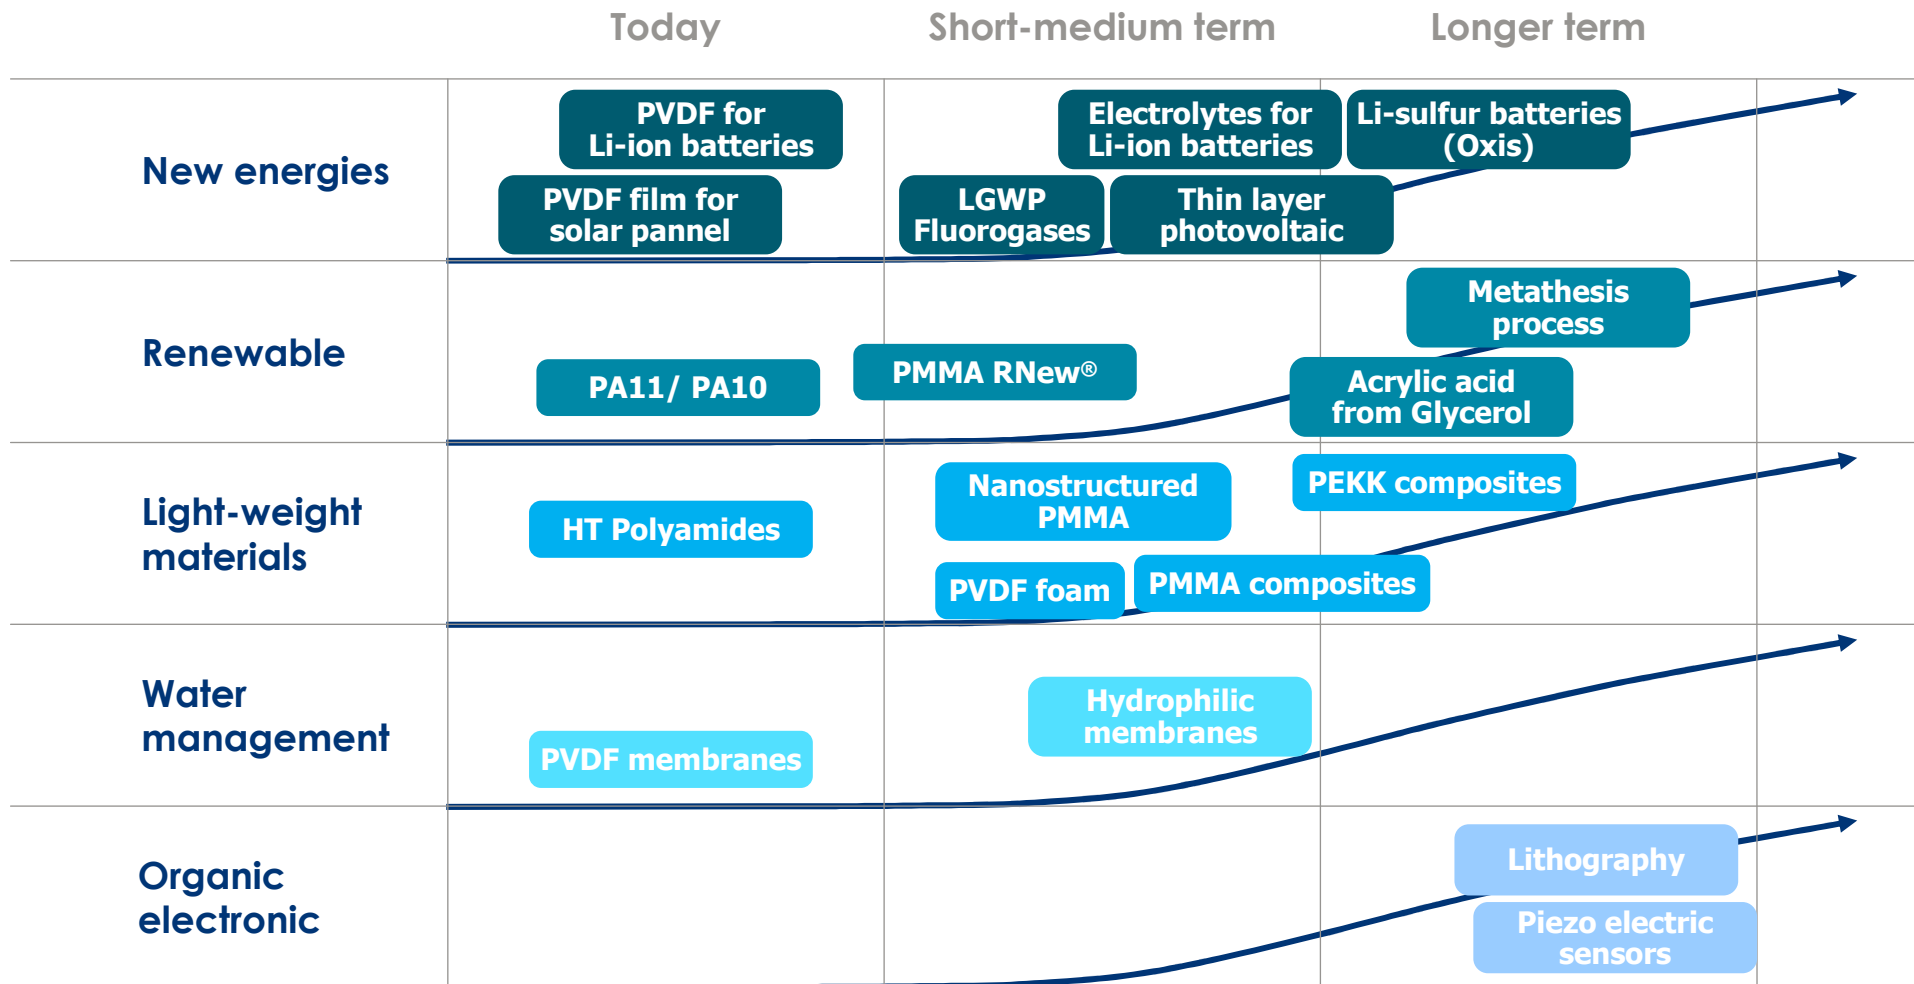 Today
Short-medium term
Longer term
New energies
PVDF for
Li-ion batteries
Electrolytes for
Li-ion batteries
Li-sulfur batteries
(Oxis)
PVDF film for
solar pannel
LGWP
Fluorogases
Thin layer
photovoltaic
Renewable
PA11/ PA10
PMMA RNew®
Metathesis
process
Acrylic acid
from Glycerol
Light-weight
materials
HT Polyamides
Nanostructured
PMMA
PEKK composites
PVDF foam
PMMA composites
Water
management
PVDF membranes
Hydrophilic
membranes
Organic
electronic
Lithography
Piezo electric
sensors